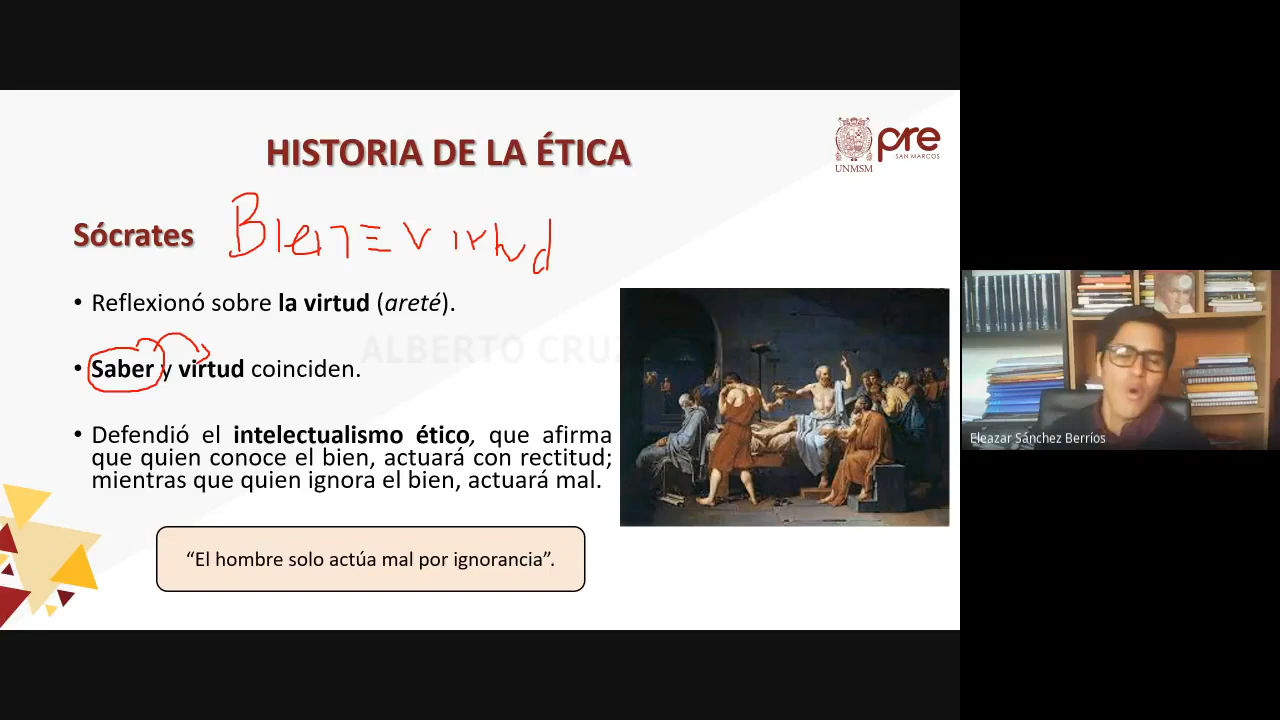 HISTORIA DE LA ÉTICA
pre
SAN MARCOS
UNMSM
Sócrates
Bien ≡ virtud
• Reflexionó sobre la virtud (areté).
ALBERTO CRUZ
• Saber y virtud coinciden.
• Defendió el intelectualismo ético, que afirma
que quien conoce el bien, actuará con rectitud;
mientras que quien ignora el bien, actuará mal.
“El hombre solo actúa mal por ignorancia”.
Eleazar Sánchez Berríos